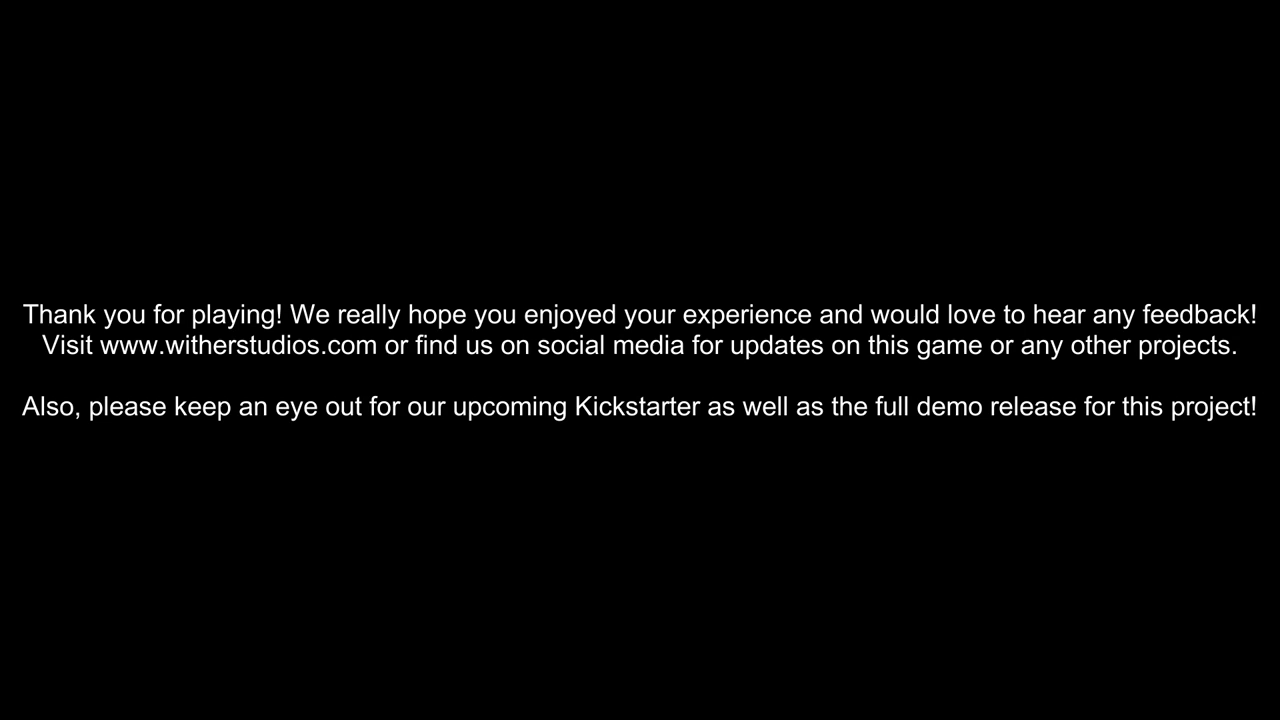 Thank you for playing! We really hope you enjoyed your experience and would love to hear any feedback!
Visit www.witherstudios.com or find us on social media for updates on this game or any other projects.
Also, please keep an eye out for our upcoming Kickstarter as well as the full demo release for this project!